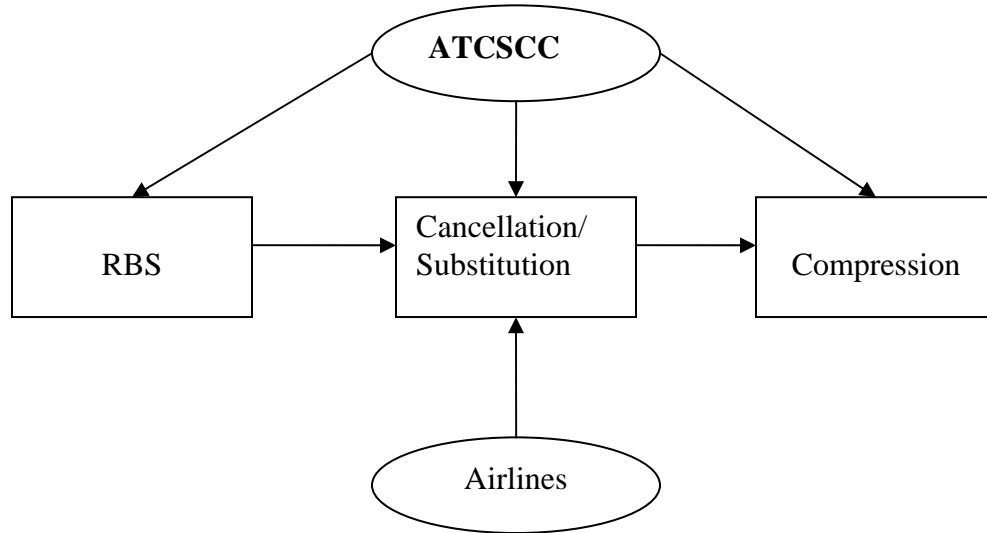 ATCSCC
RBS
Cancellation/
Substitution
Compression
Airlines